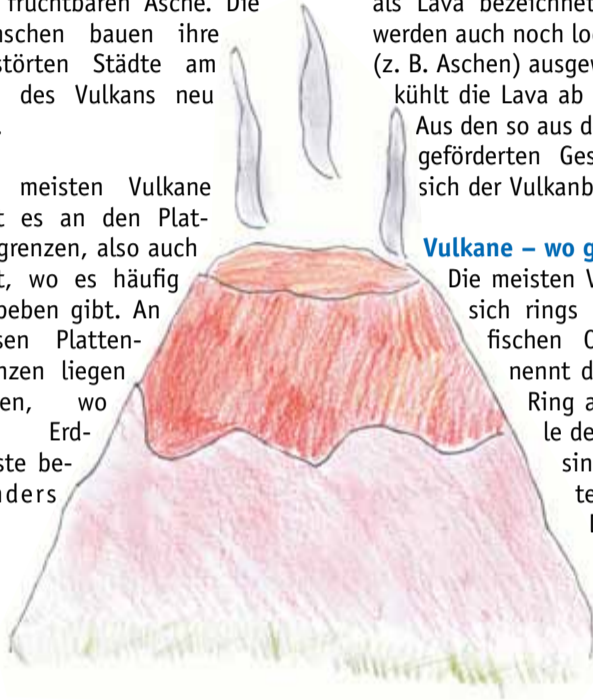 fruchtbaren Asche. Die
nschen bauen ihre
störten Städte am
des Vulkans neu
.
meisten Vulkane
t es an den Plat-
grenzen, also auch
t, wo es häufig
beben gibt. An
sen Platten-
nzen liegen
en, wo
Erd-
ste be-
nders
als Lava bezeichnet
werden auch noch lo
(z. B. Aschen) ausgew
kühlt die Lava ab
Aus den so aus d
geförderten Ges
sich der Vulkanb
Vulkane – wo g
Die meisten V
sich rings
fischen O
nennt d
Ring a
le de
sin
te